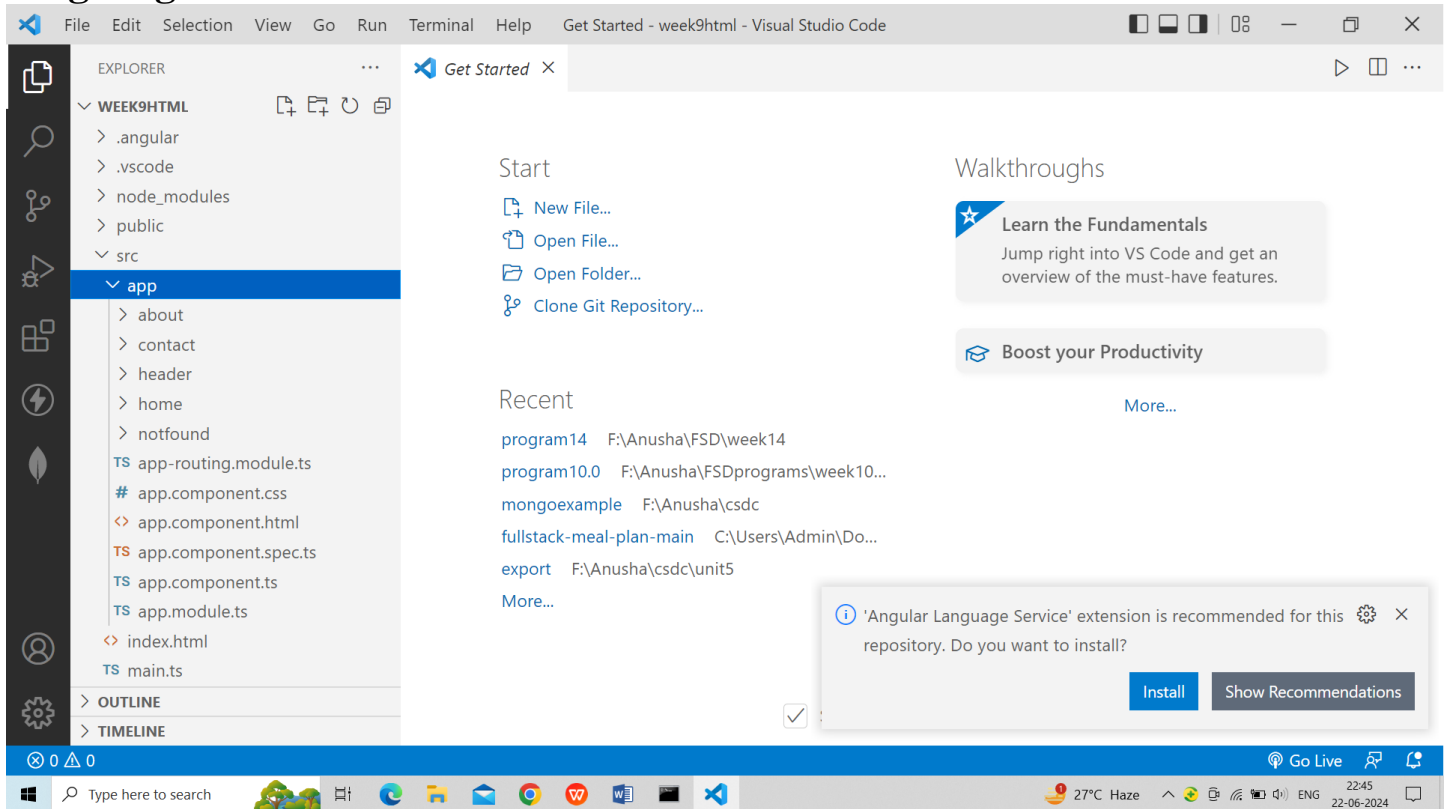 File Edit Selection View Go Run Terminal Help Get Started - week9html - Visual Studio Code
EXPLORER
Get Started
WEEK9HTML
.angular
.vscode
node_modules
public
src
app
about
contact
header
home
notfound
TS app-routing.module.ts
# app.component.css
<> app.component.html
TS app.component.spec.ts
TS app.component.ts
TS app.module.ts
<> index.html
TS main.ts
OUTLINE
TIMELINE
Start
New File...
Open File...
Open Folder...
Clone Git Repository...
Recent
program14 F:\Anusha\FSD\week14
program10.0 F:\Anusha\FSDprograms\week10...
mongoexample F:\Anusha\csdc
fullstack-meal-plan-main C:\Users\Admin\Do...
export F:\Anusha\csdc\unit5
More...
Walkthroughs
Learn the Fundamentals
Jump right into VS Code and get an
overview of the must-have features.
Boost your Productivity
More...
'Angular Language Service' extension is recommended for this
repository. Do you want to install?
Install Show Recommendations
0 0 Go Live
Type here to search 27°C Haze ENG 22:45
22-06-2024